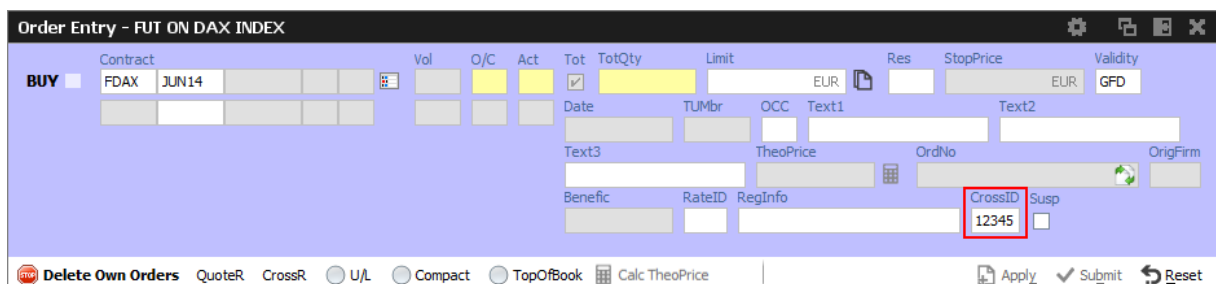 Order Entry - FUT ON DAX INDEX
Contract Vol O/C Act Tot TotQty Limit Res StopPrice Validity
BUY FDAX JUN14 EUR EUR GFD
Date TUMbr OCC Text1 Text2
Text3 TheoPrice OrdNo OrigFirm
Benefic RateID RegInfo CrossID Susp
12345
STOP Delete Own Orders QuoteR CrossR U/L Compact TopOfBook Calc TheoPrice Apply Submit Reset